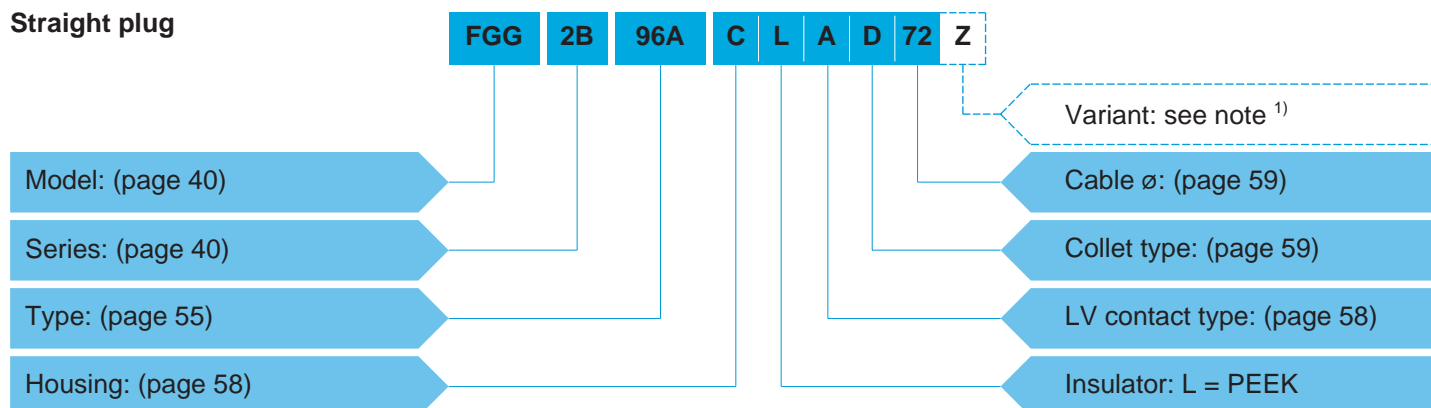 Straight plug
FGG 2B 96A C L A D 72 Z
Variant: see note 1)
Model: (page 40)
Cable ø: (page 59)
Series: (page 40)
Collet type: (page 59)
Type: (page 55)
LV contact type: (page 58)
Housing: (page 58)
Insulator: L = PEEK